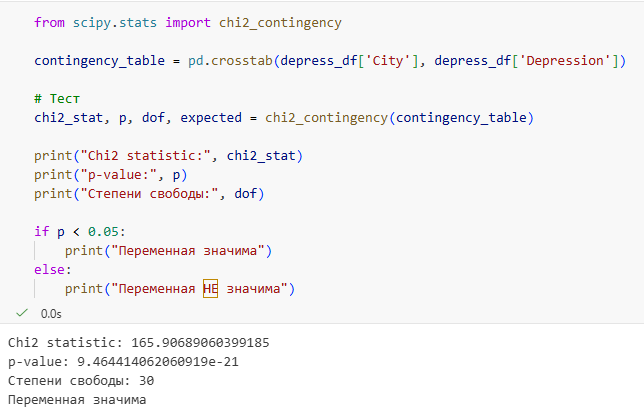 from scipy.stats import chi2_contingency
contingency_table = pd.crosstab(depress_df['City'], depress_df['Depression'])
# Тест
chi2_stat, p, dof, expected = chi2_contingency(contingency_table)
print("Chi2 statistic:", chi2_stat)
print("p-value:", p)
print("Степени свободы:", dof)
if p < 0.05:
print("Переменная значима")
else:
print("Переменная НЕ значима")
0.0s
Chi2 statistic: 165.90689060399185
p-value: 9.464414062060919e-21
Степени свободы: 30
Переменная значима